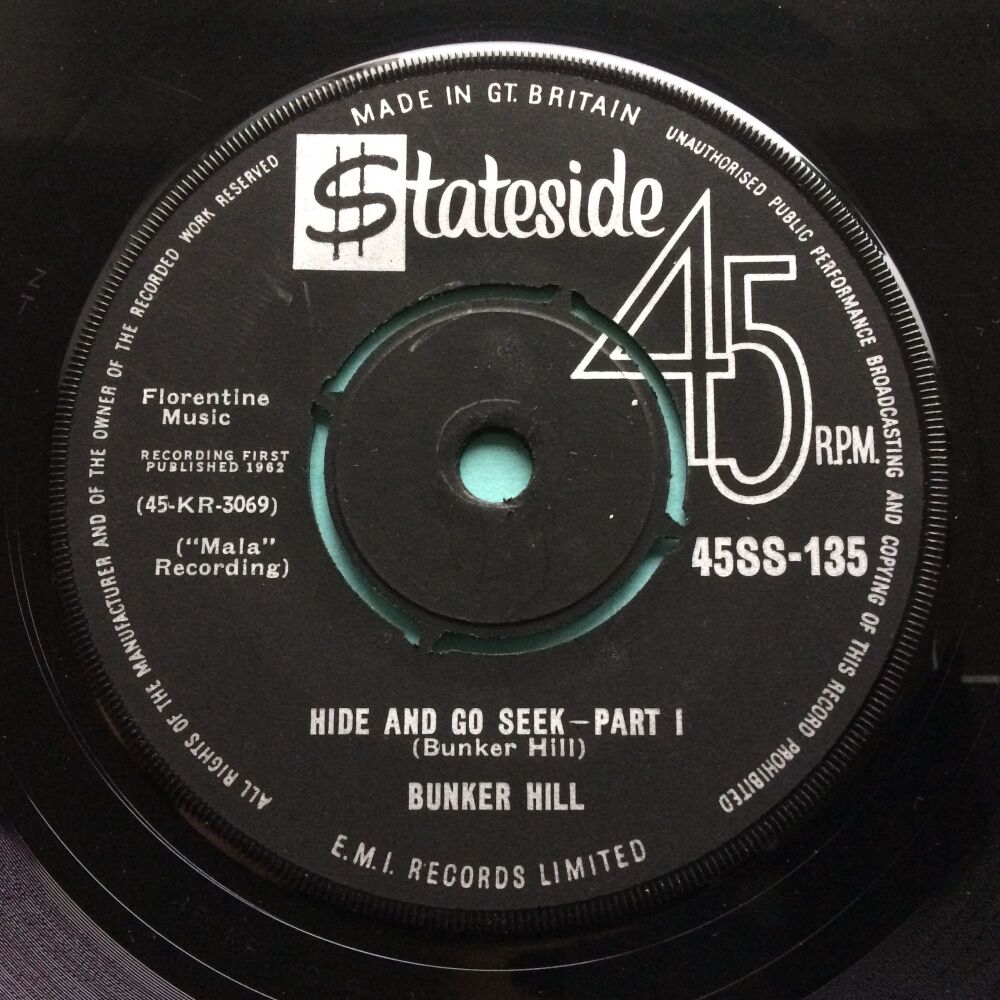 MADE IN GT. BRITAIN
$tateside
45
R.P.M.
45SS-135
Florentine
Music
RECORDING FIRST
PUBLISHED 1962
(45-KR-3069)
("Mala"
Recording)
HIDE AND GO SEEK—PART I
(Bunker Hill)
BUNKER HILL
E.M.I. RECORDS LIMITED
ALL RIGHTS OF THE MANUFACTURER AND OF THE OWNER OF THE RECORDED WORK RESERVED
UNAUTHORISED PUBLIC PERFORMANCE BROADCASTING AND COPYING OF THIS RECORD PROHIBITED